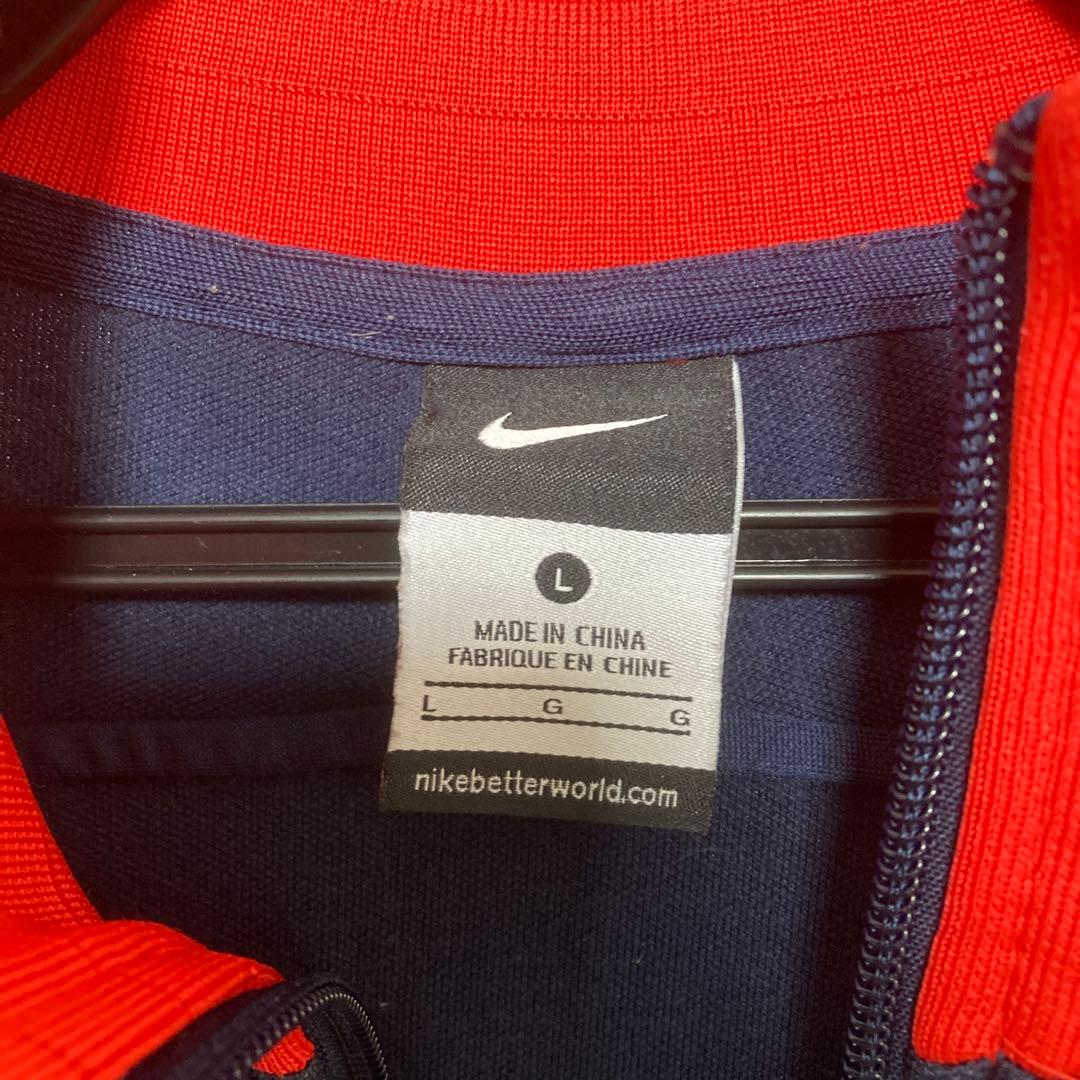 L
MADE IN CHINA
FABRIQUE EN CHINE
L G G
nikebetterworld.com